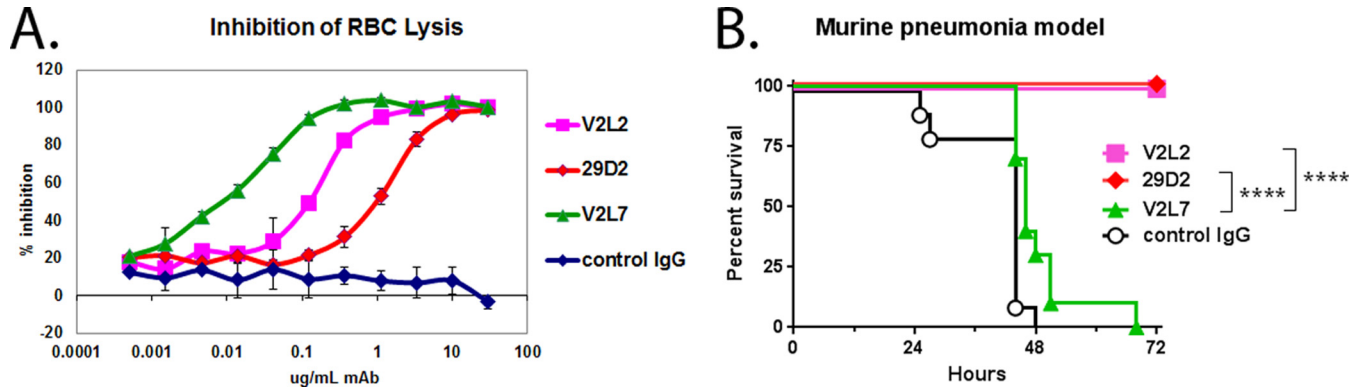 A.
Inhibition of RBC Lysis
120
100
80
60
40
20
0
-20
% inhibition
0.0001
0.001
0.01
0.1
1
10
100
ug/mL mAb
V2L2
29D2
V2L7
control IgG
B.
Murine pneumonia model
100
75
50
25
0
Percent survival
0
24
48
72
Hours
V2L2
29D2
V2L7
control IgG
****
****